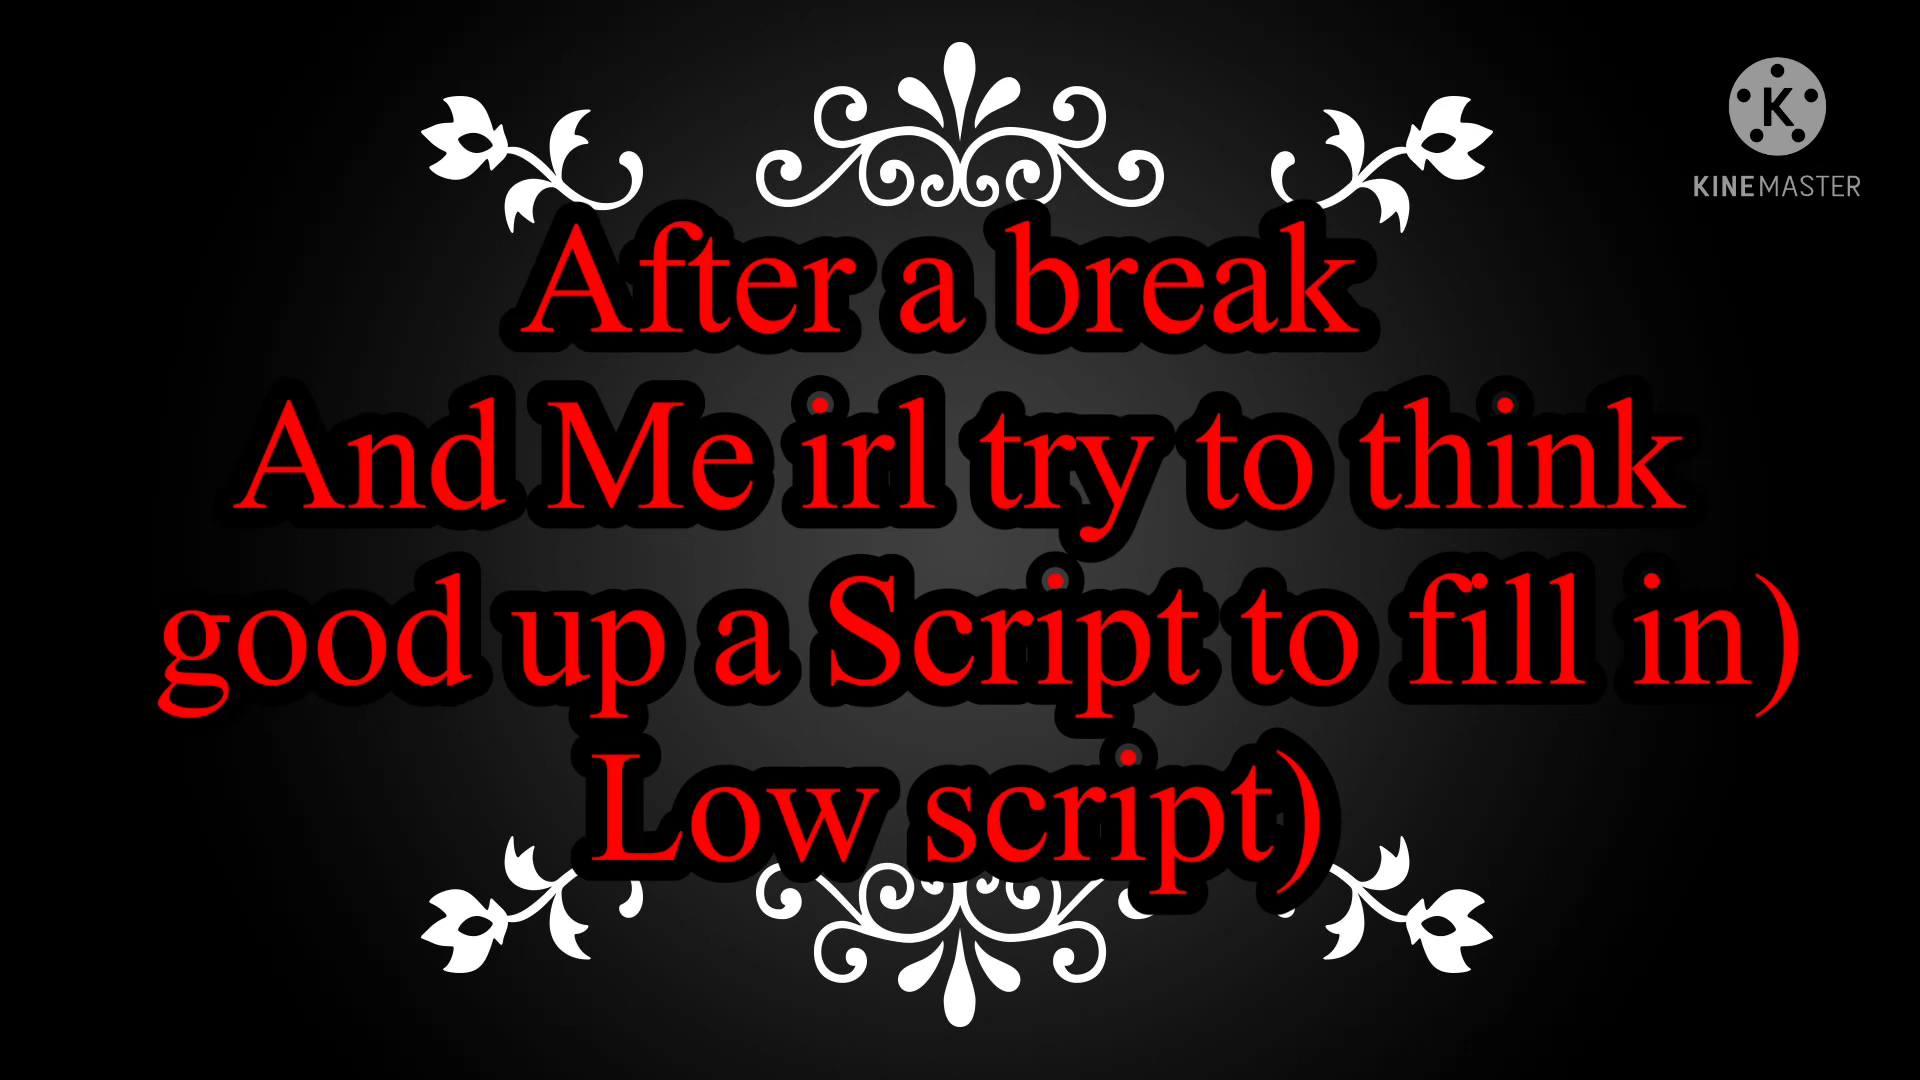 K
KINEMASTER
After a break
And Me irl try to think
good up a Script to fill in)
Low script)